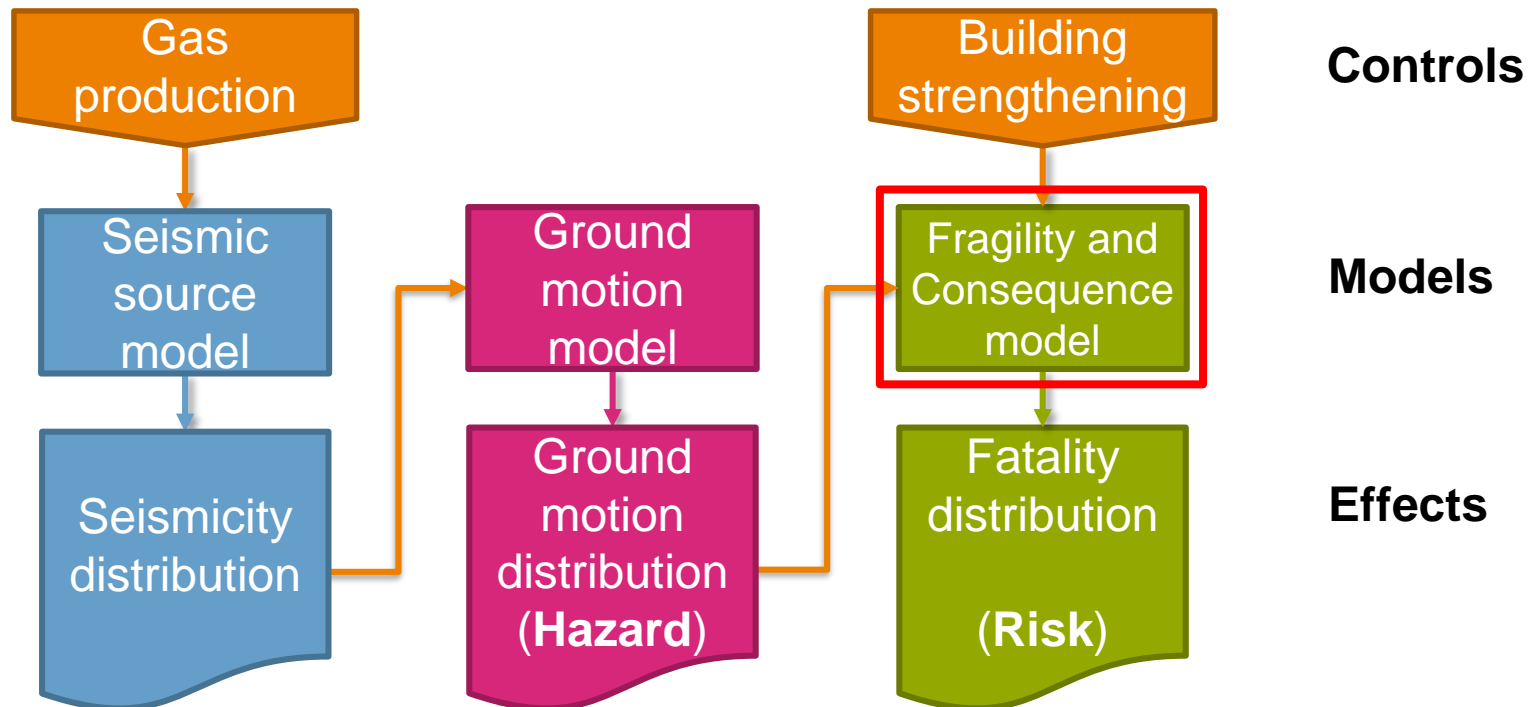 Gas
production
Building
strengthening
Controls
Seismic
source
model
Ground
motion
model
Fragility and
Consequence
model
Models
Seismicity
distribution
Ground
motion
distribution
(Hazard)
Fatality
distribution
(Risk)
Effects